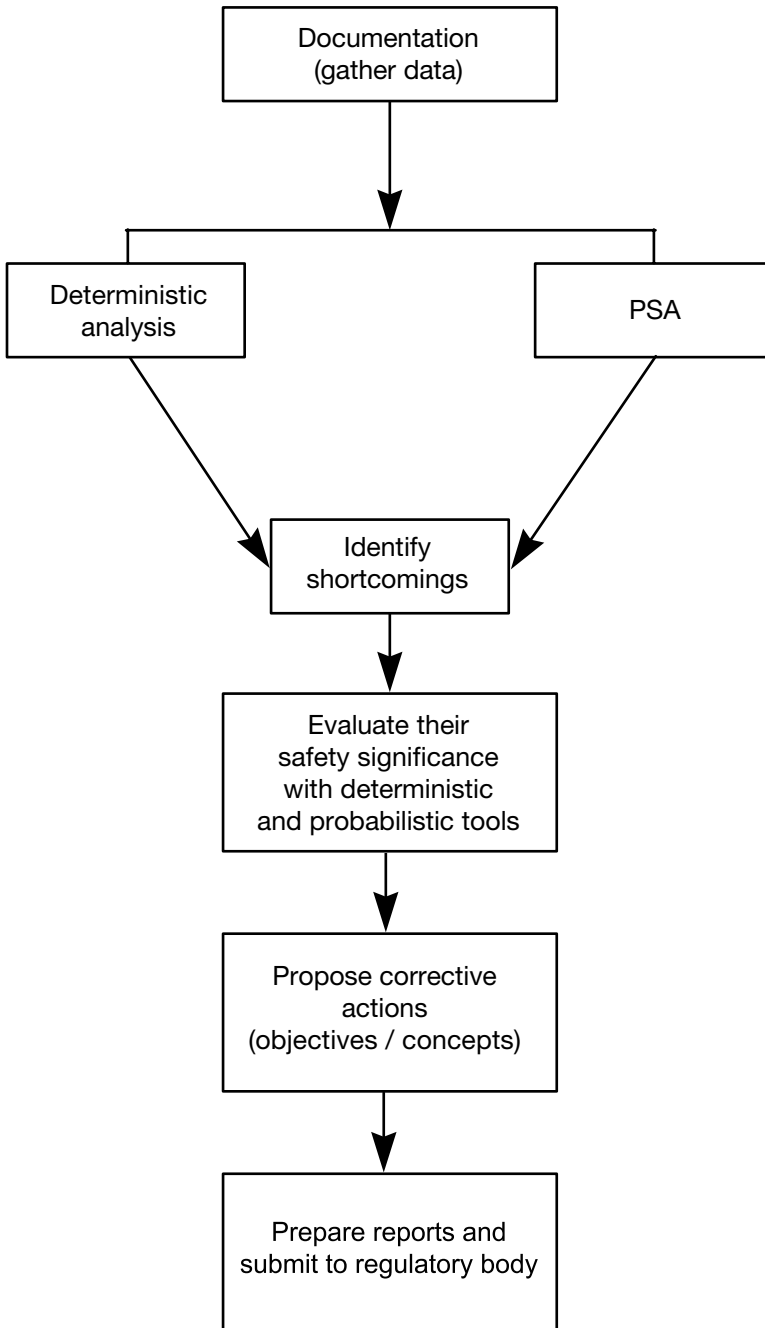 Documentation
(gather data)
Deterministic
analysis
PSA
Identify
shortcomings
Evaluate their
safety significance
with deterministic
and probabilistic tools
Propose corrective
actions
(objectives / concepts)
Prepare reports and
submit to regulatory body